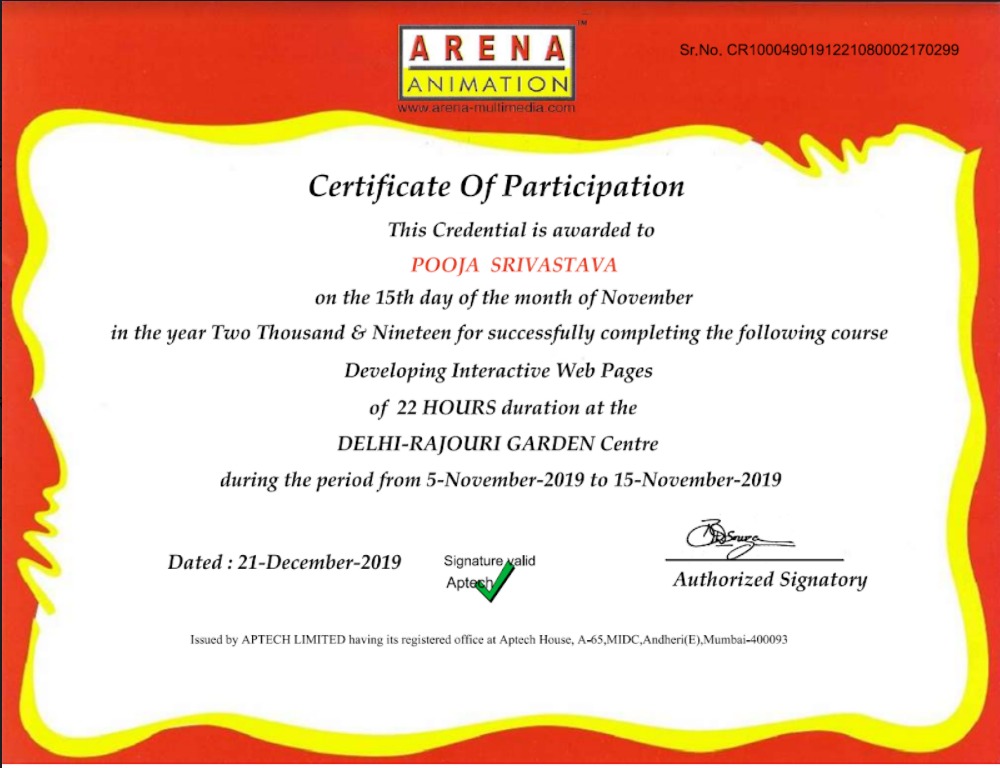 Sr.No. CR1000490191221080002170299
ARENA
TM
ANIMATION
www.arena-multimedia.com
Certificate Of Participation
This Credential is awarded to
POOJA SRIVASTAVA
on the 15th day of the month of November
in the year Two Thousand & Nineteen for successfully completing the following course
Developing Interactive Web Pages
of 22 HOURS duration at the
DELHI-RAJOURI GARDEN Centre
during the period from 5-November-2019 to 15-November-2019
Dated : 21-December-2019
Signature valid
Aptech
Authorized Signatory
Issued by APTECH LIMITED having its registered office at Aptech House, A-65,MIDC,Andheri(E),Mumbai-400093